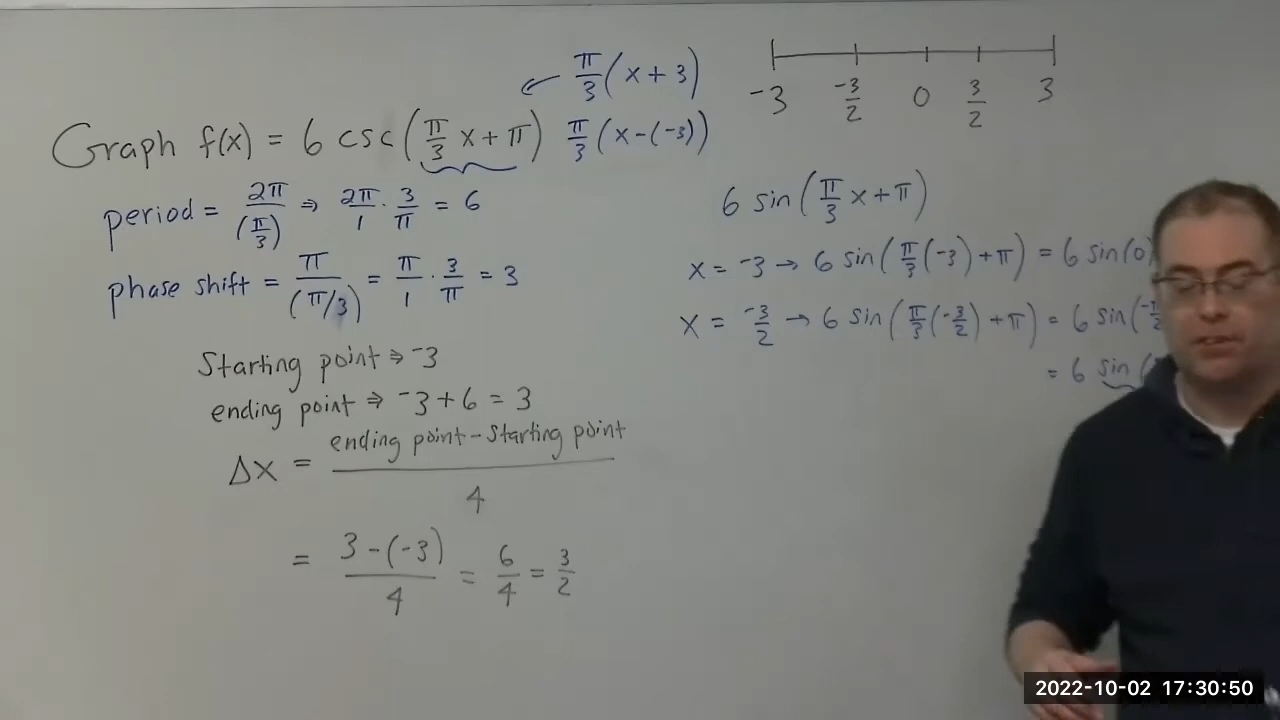 π/3 (x + 3)
Graph f(x) = 6 csc(π/3 x + π) π/3 (x-(-3))
period = 2π/(π/3) ⇒ 2π/1 · 3/π = 6
phase shift = π/(π/3) = π/1 · 3/π = 3
Starting point ⇒ -3
ending point ⇒ -3 + 6 = 3
Δx = ending point - starting point / 4
= 3 - (-3) / 4 = 6/4 = 3/2
-3 -3/2 0 3/2 3
6 sin(π/3 x + π)
x = -3 → 6 sin(π/3 (-3) + π) = 6 sin(0)
x = -3/2 → 6 sin(π/3 (-3/2) + π) = 6 sin(
= 6 sin(
2022-10-02 17:30:50